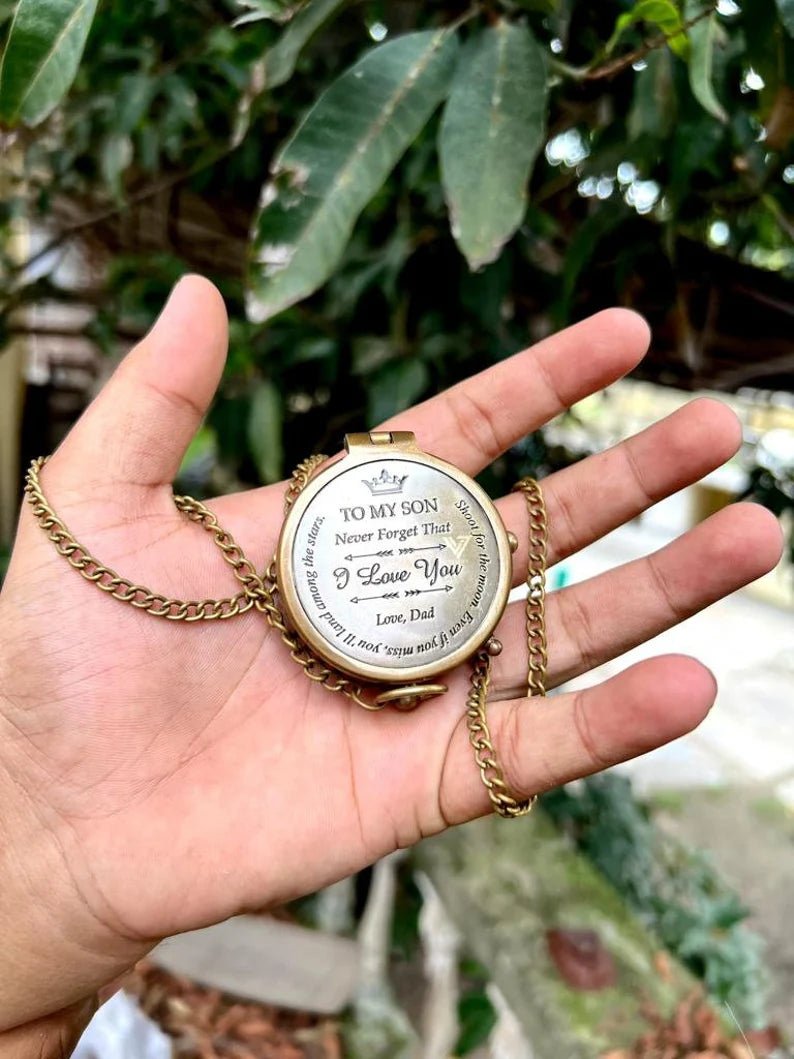 TO MY SON
Never Forget That
I Love You
Love, Dad
Shoot for the moon. Even if you miss, you'll land among the stars.